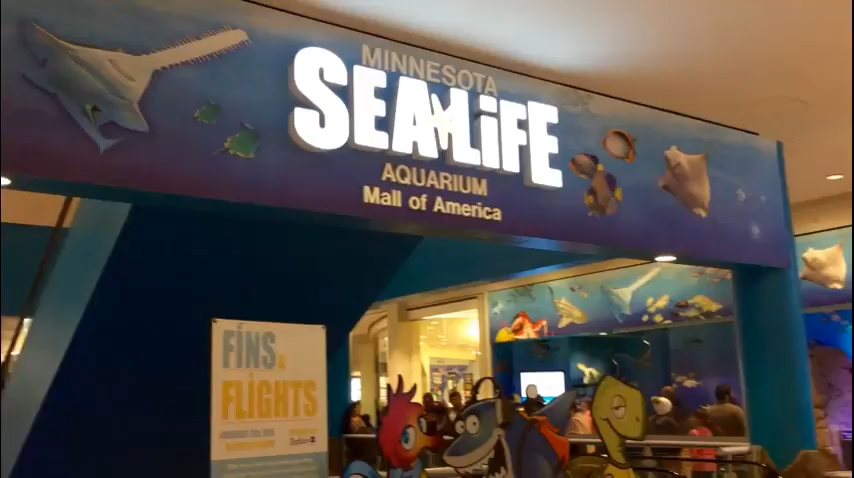 MINNESOTA
SEA LiFE
AQUARIUM
Mall of America
FiNS &
FLIGHTS